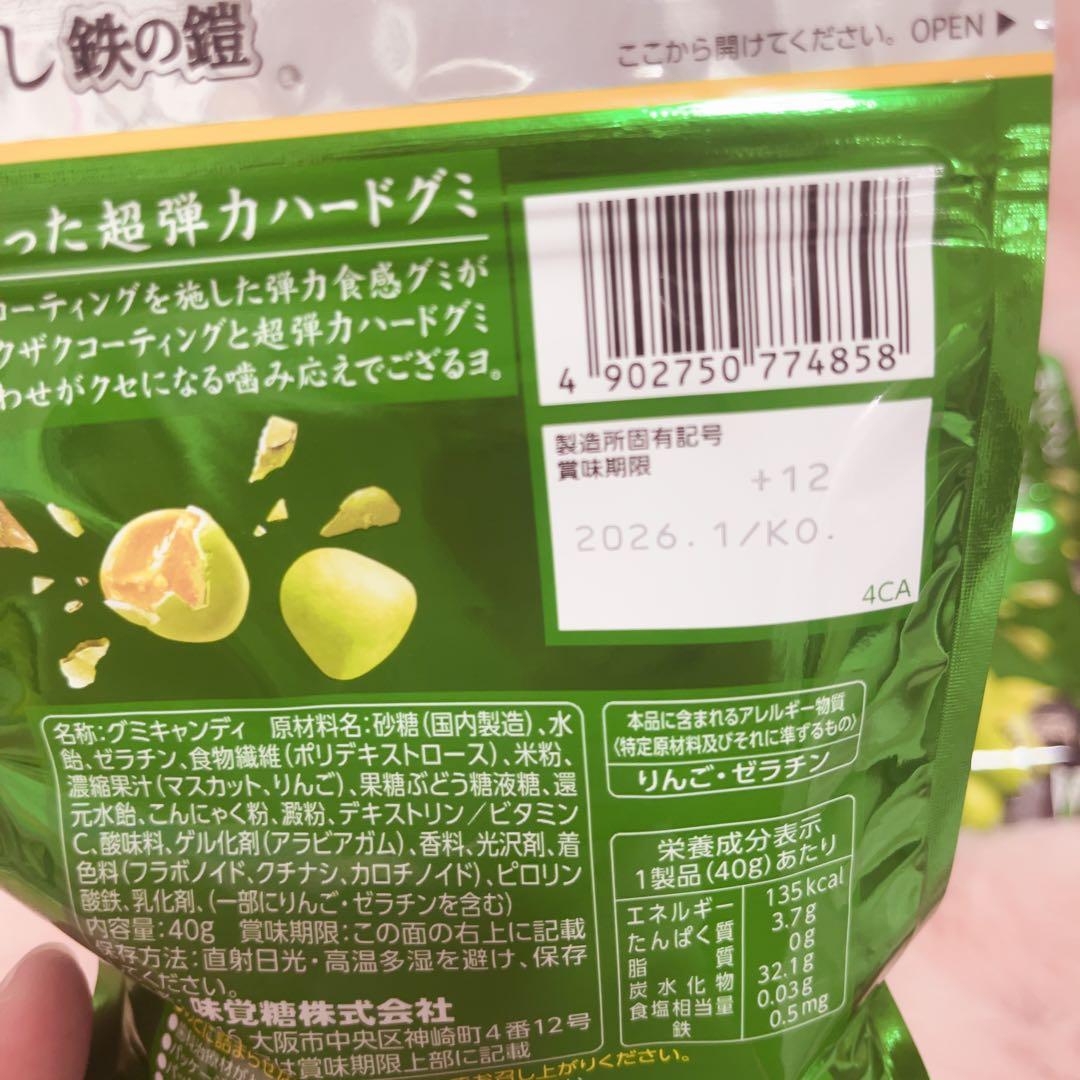 し 鉄の鎧
ここから開けてください。OPEN ▶
った超弾力ハードグミ
コーティングを施した弾力食感グミが
クザクコーティングと超弾力ハードグミ
わせがクセになる噛み応えでござるヨ。
4 902750 774858
製造所固有記号
賞味期限
+12
2026. 1/KO.
4CA
名称:グミキャンディ 原材料名:砂糖(国内製造)、水
飴、ゼラチン、食物繊維(ポリデキストロース)、米粉、
濃縮果汁(マスカット、りんご)、果糖ぶどう糖液糖、還
元水飴、こんにゃく粉、澱粉、デキストリン/ビタミン
C、酸味料、ゲル化剤(アラビアガム)、香料、光沢剤、着
色料(フラボノイド、クチナシ、カロチノイド)、ピロリン
酸鉄、乳化剤、(一部にりんご・ゼラチンを含む)
内容量:40g 賞味期限:この面の右上に記載
保存方法:直射日光・高温多湿を避け、保存
てください。
味覚糖株式会社
大阪市中央区神崎町4番12号
は賞味期限上部に記載
お召し上がりください。
本品に含まれるアレルギー物質
〈特定原材料及びそれに準ずるもの〉
りんご・ゼラチン
栄養成分表示
1製品(40g)あたり
エネルギー 135kcal
たんぱく質 3.7g
脂質 0g
炭水化物 32.1g
食塩相当量 0.03g
鉄 0.5mg